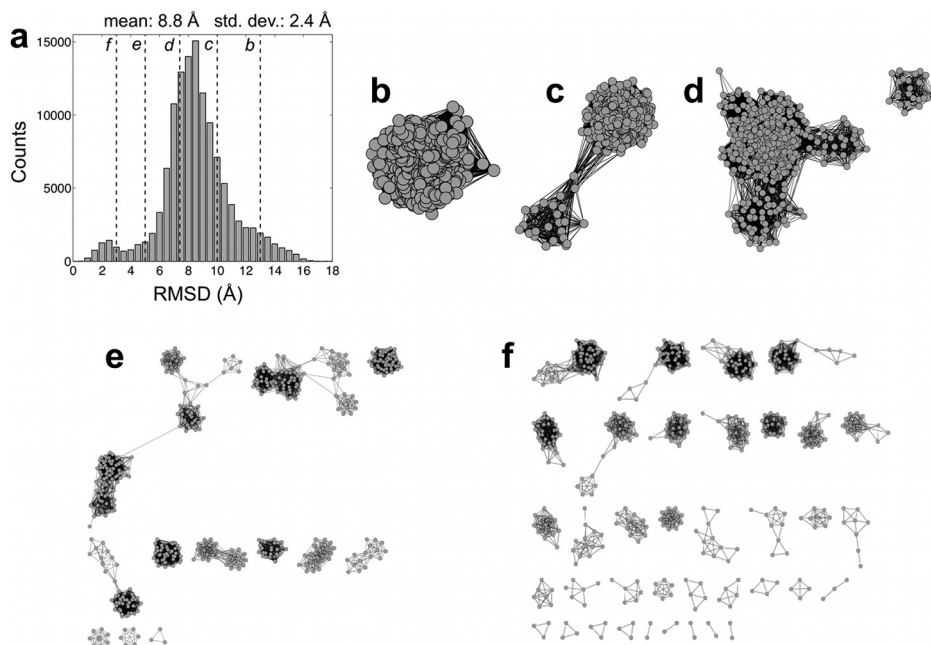 mean: 8.8 Å std. dev.: 2.4 Å
a
f e d c b
15000
10000
5000
0
Counts
0 2 4 6 8 10 12 14 16 18
RMSD (Å)
b
c
d
e
f